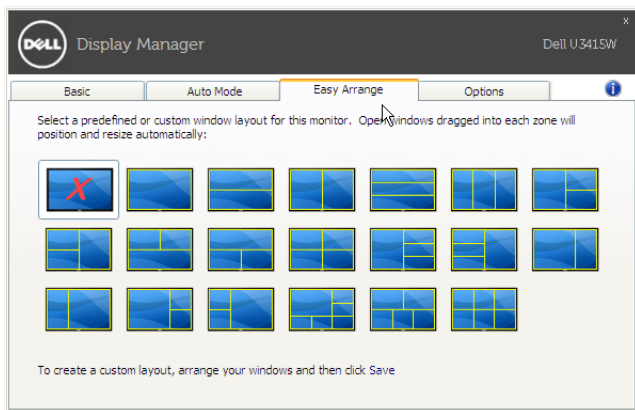 x
DELL Display Manager Dell U3415W
Basic Auto Mode Easy Arrange Options i
Select a predefined or custom window layout for this monitor. Open windows dragged into each zone will
position and resize automatically:
X
To create a custom layout, arrange your windows and then click Save